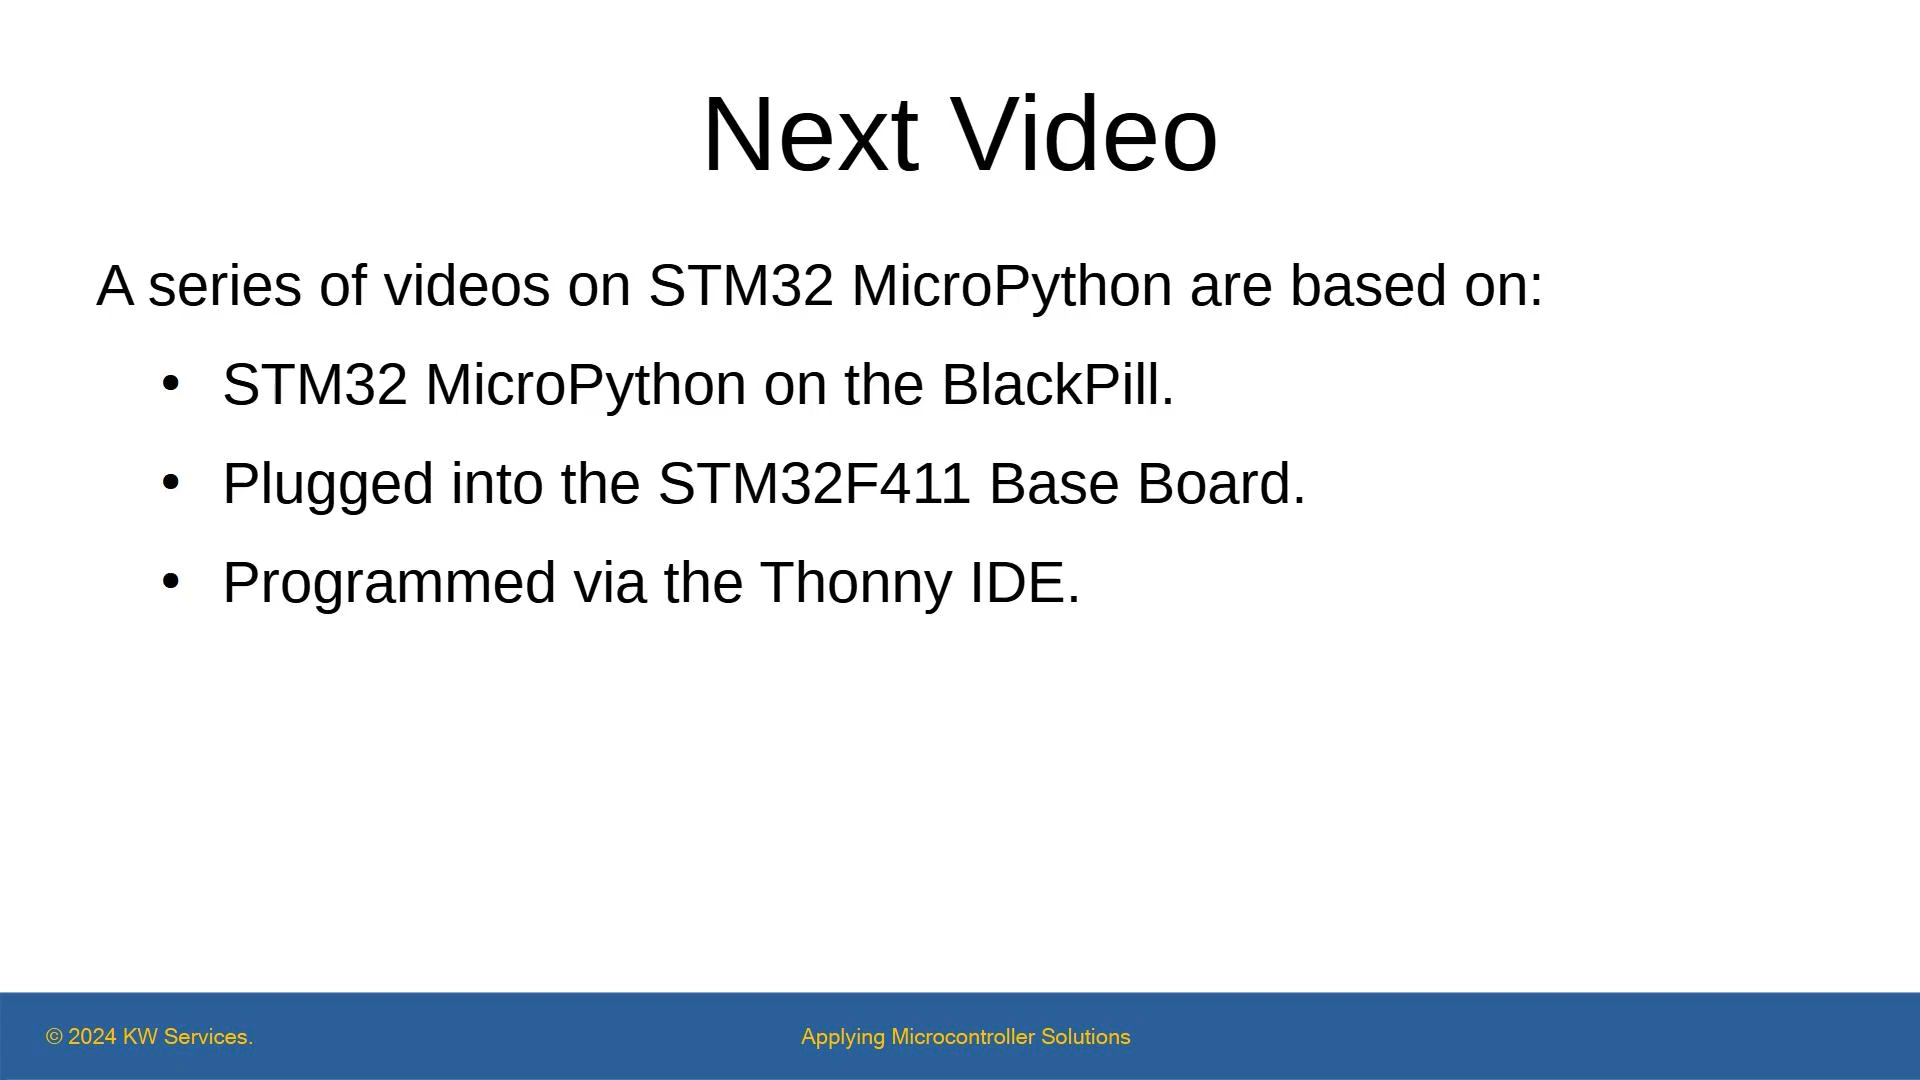 Next Video
A series of videos on STM32 MicroPython are based on:
• STM32 MicroPython on the BlackPill.
• Plugged into the STM32F411 Base Board.
• Programmed via the Thonny IDE.
© 2024 KW Services.
Applying Microcontroller Solutions